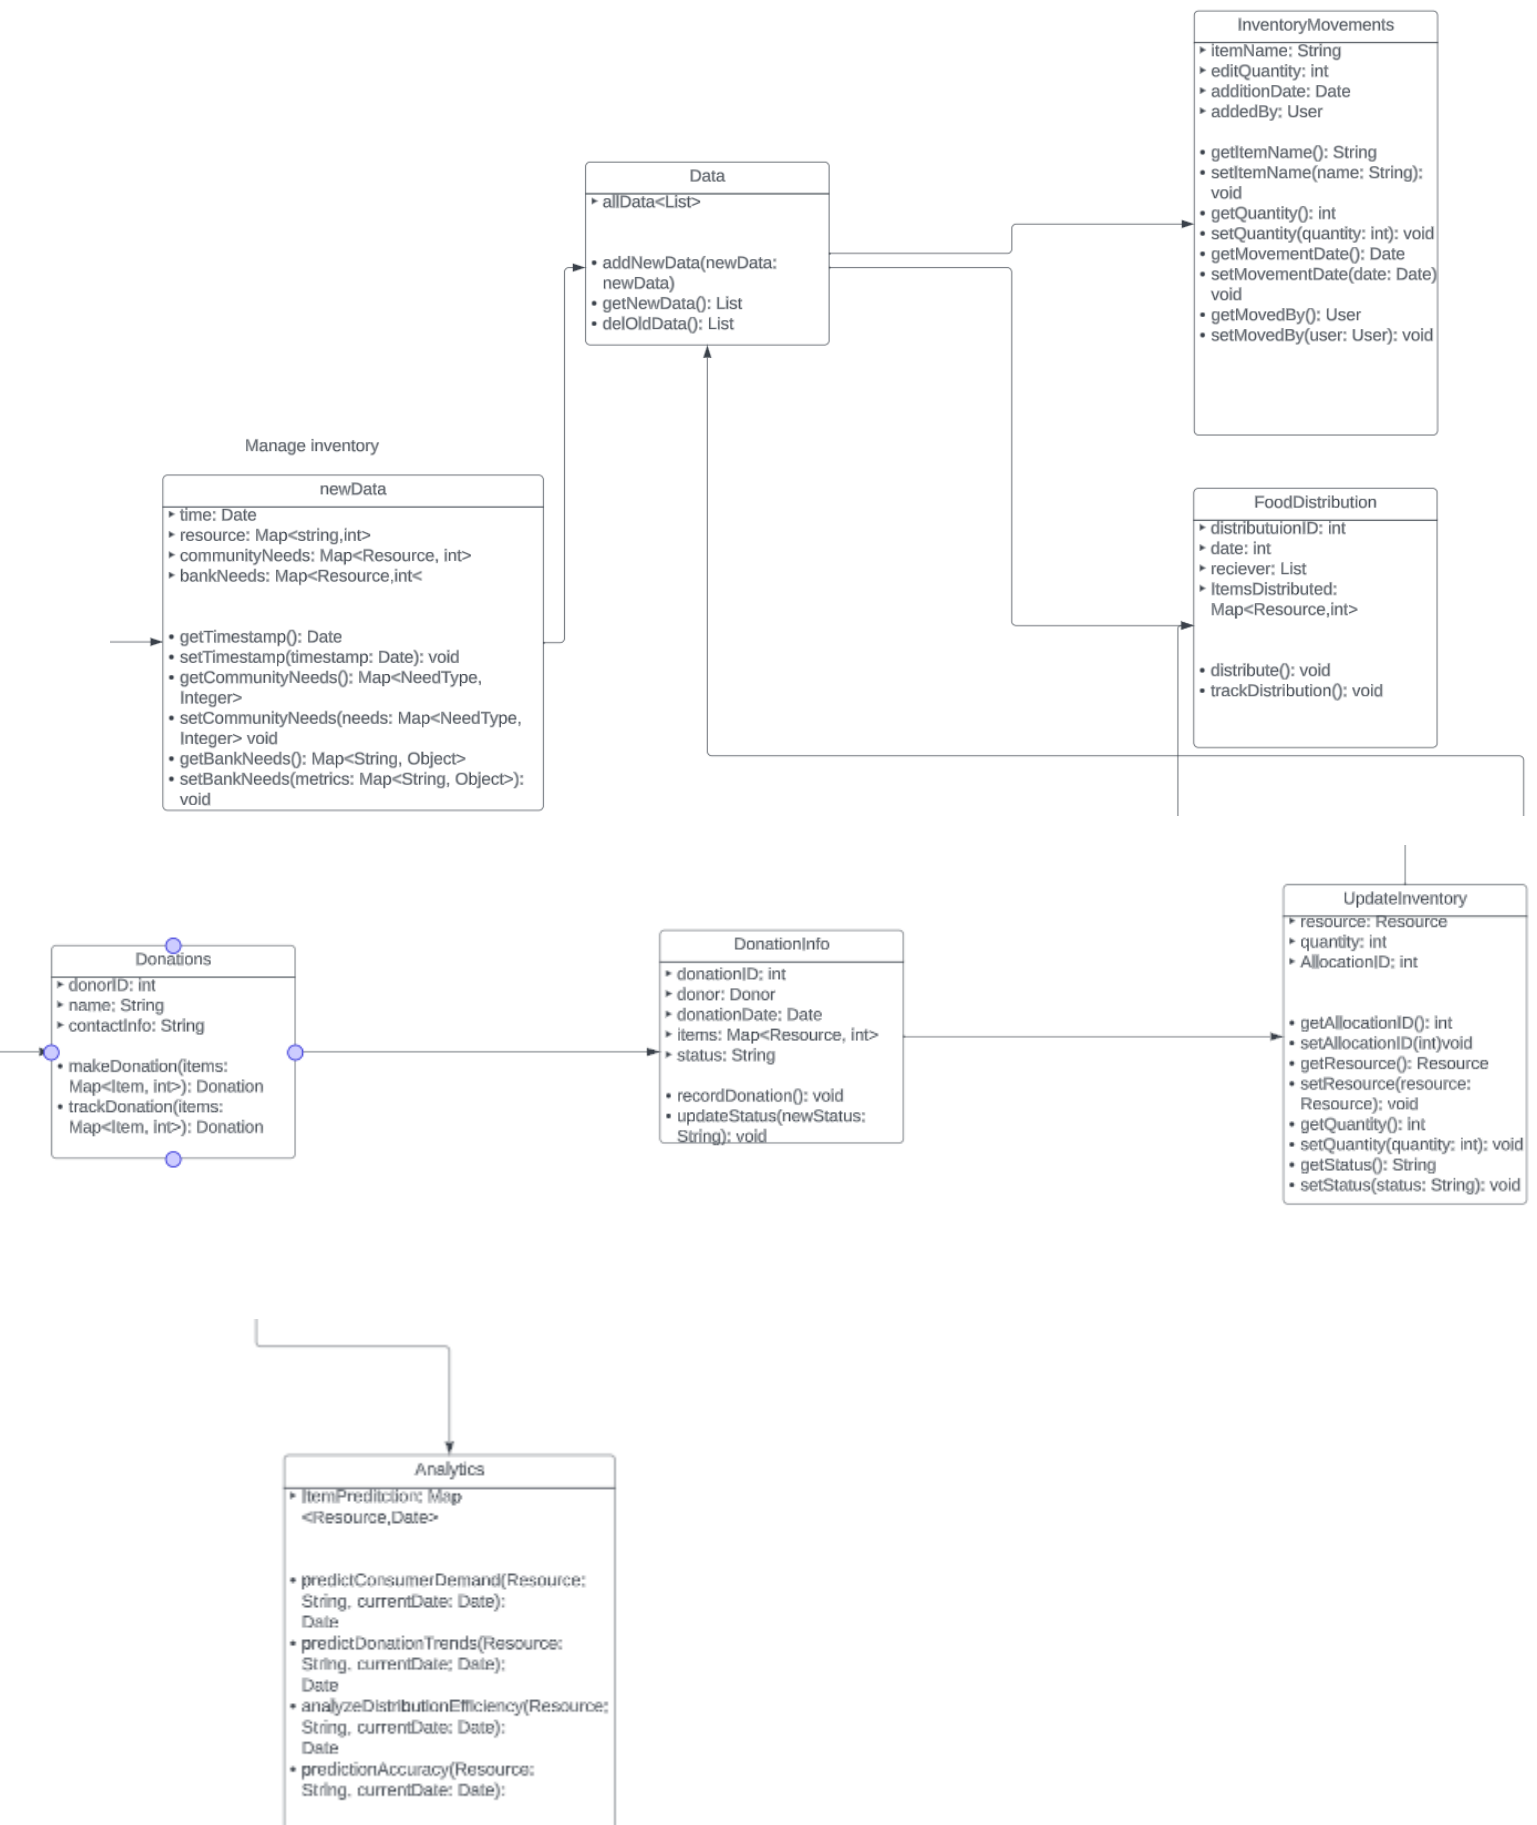 InventoryMovements
itemName: String
editQuantity: int
additionDate: Date
addedBy: User
getItemName(): String
setItemName(name: String):
void
getQuantity(): int
setQuantity(quantity: int): void
getMovementDate(): Date
setMovementDate(date: Date)
void
getMovedBy(): User
setMovedBy(user: User): void
Data
allData<List>
addNewData(newData:
newData)
getNewData(): List
delOldData(): List
Manage inventory
newData
time: Date
resource: Map<string,int>
communityNeeds: Map<Resource, int>
bankNeeds: Map<Resource,int<
getTimestamp(): Date
setTimestamp(timestamp: Date): void
getCommunityNeeds(): Map<NeedType,
Integer>
setCommunityNeeds(needs: Map<NeedType,
Integer> void
getBankNeeds(): Map<String, Object>
setBankNeeds(metrics: Map<String, Object>):
void
FoodDistribution
distributuionID: int
date: int
reciever: List
ItemsDistributed:
Map<Resource,int>
distribute(): void
trackDistribution(): void
Donations
donorID: int
name: String
contactInfo: String
makeDonation(items:
Map<Item, int>): Donation
trackDonation(items:
Map<Item, int>): Donation
DonationInfo
donationID: int
donor: Donor
donationDate: Date
items: Map<Resource, int>
status: String
recordDonation(): void
updateStatus(newStatus:
String): void
UpdateInventory
resource: Resource
quantity: int
AllocationID: int
getAllocationID(): int
setAllocationID(int)void
getResource(): Resource
setResource(resource:
Resource): void
getQuantity(): int
setQuantity(quantity: int): void
getStatus(): String
setStatus(status: String): void
Analytics
ItemPreditction: Map
<Resource,Date>
predictConsumerDemand(Resource:
String, currentDate: Date):
Date
predictDonationTrends(Resource:
String, currentDate: Date):
Date
analyzeDistributionEfficiency(Resource:
String, currentDate: Date):
Date
predictionAccuracy(Resource:
String, currentDate: Date):